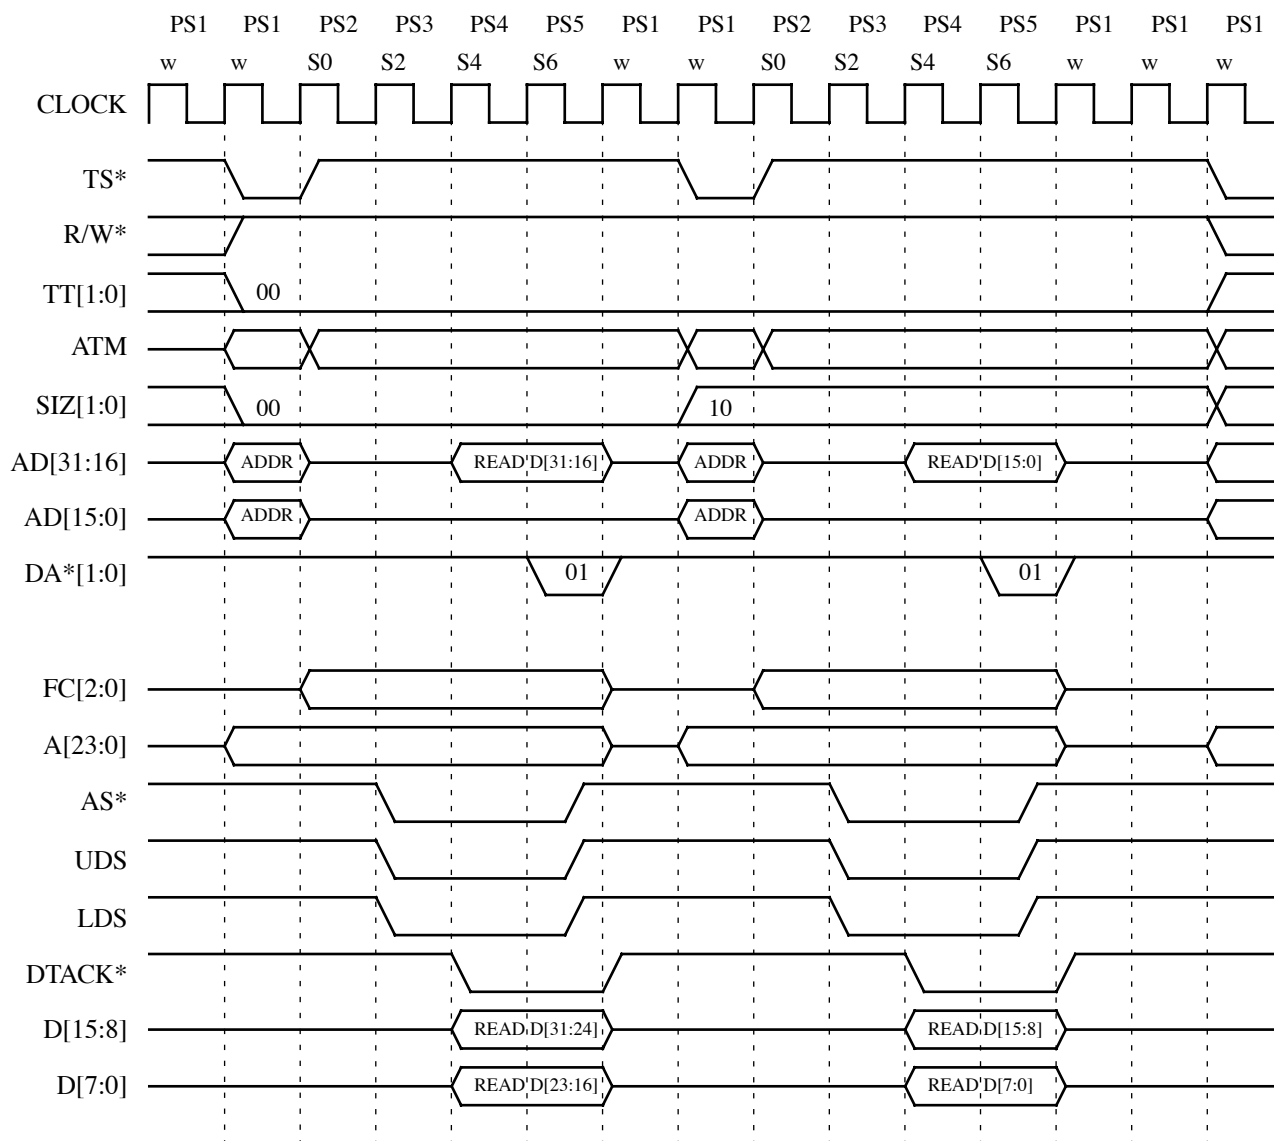 PS1 PS1 PS2 PS3 PS4 PS5 PS1 PS1 PS2 PS3 PS4 PS5 PS1 PS1 PS1
w w S0 S2 S4 S6 w w S0 S2 S4 S6 w w w
CLOCK
TS*
R/W*
TT[1:0] 00
ATM
SIZ[1:0] 00 10
AD[31:16] ADDR READ D[31:16] ADDR READ D[15:0]
AD[15:0] ADDR ADDR
DA*[1:0] 01 01
FC[2:0]
A[23:0]
AS*
UDS
LDS
DTACK*
D[15:8] READ D[31:24] READ D[15:8]
D[7:0] READ D[23:16] READ D[7:0]